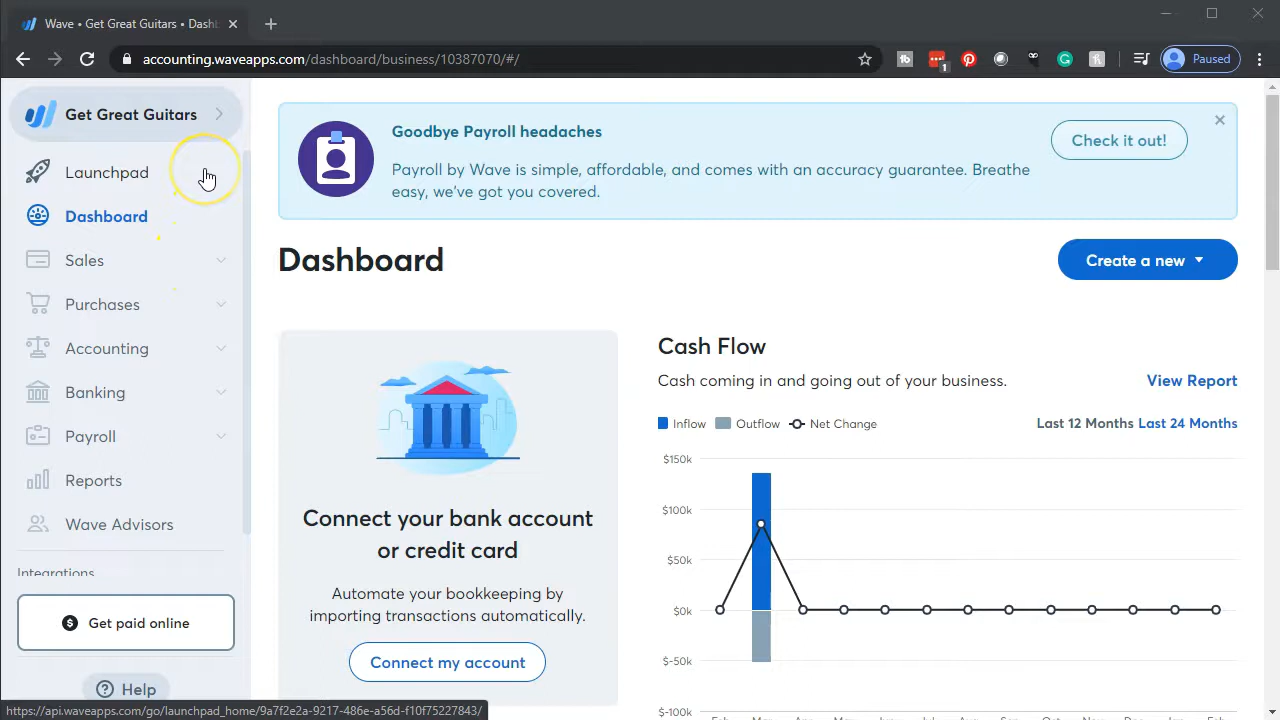 Wave • Get Great Guitars • Dashb
accounting.waveapps.com/dashboard/business/10387070/#/
1
Paused
Get Great Guitars
Launchpad
Dashboard
Sales
Purchases
Accounting
Banking
Payroll
Reports
Wave Advisors
Integrations
Get paid online
Help
https://api.waveapps.com/go/launchpad_home/9a7f2e2a-9217-486e-a56d-f10f75227843/
Goodbye Payroll headaches
Payroll by Wave is simple, affordable, and comes with an accuracy guarantee. Breathe
easy, we've got you covered.
Check it out!
Dashboard
Create a new
Connect your bank account
or credit card
Automate your bookkeeping by
importing transactions automatically.
Connect my account
Cash Flow
Cash coming in and going out of your business.
View Report
Inflow
Outflow
Net Change
Last 12 Months Last 24 Months
$150k
$100k
$50k
$0k
$-50k
$-100k